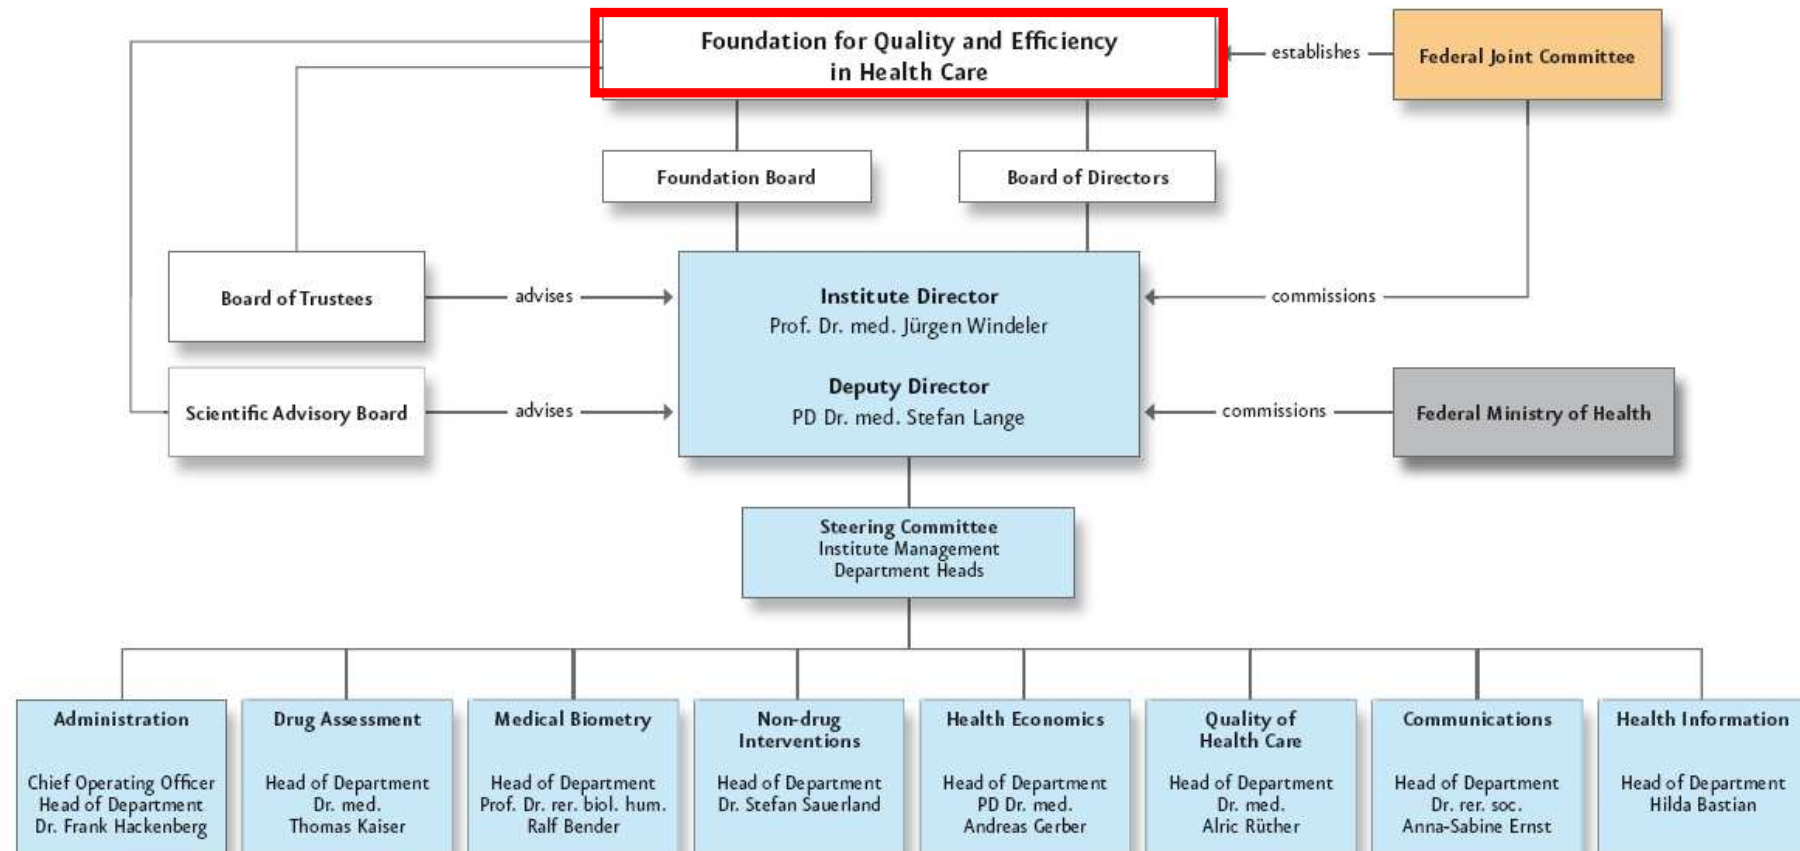 Foundation for Quality and Efficiency
in Health Care
establishes
Federal Joint Committee
Foundation Board
Board of Directors
Board of Trustees
advises
Institute Director
Prof. Dr. med. Jürgen Windeler
commissions
Scientific Advisory Board
advises
Deputy Director
PD Dr. med. Stefan Lange
commissions
Federal Ministry of Health
Steering Committee
Institute Management
Department Heads
Administration
Chief Operating Officer
Head of Department
Dr. Frank Hackenberg
Drug Assessment
Head of Department
Dr. med.
Thomas Kaiser
Medical Biometry
Head of Department
Prof. Dr. rer. biol. hum.
Ralf Bender
Non-drug
Interventions
Head of Department
Dr. Stefan Sauerland
Health Economics
Head of Department
PD Dr. med.
Andreas Gerber
Quality of
Health Care
Head of Department
Dr. med.
Alric Rüther
Communications
Head of Department
Dr. rer. soc.
Anna-Sabine Ernst
Health Information
Head of Department
Hilda Bastian